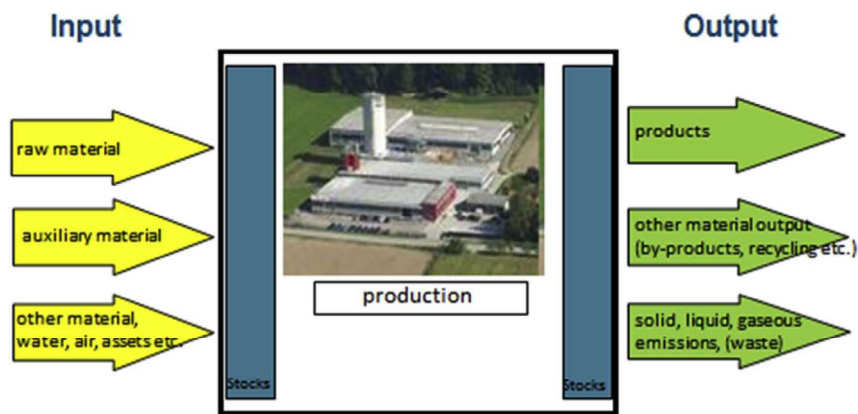 Input
Output
raw material
auxiliary material
other material,
water, air, assets etc.
production
Stocks
Stocks
products
other material output
(by-products, recycling etc.)
solid, liquid, gaseous
emissions, (waste)